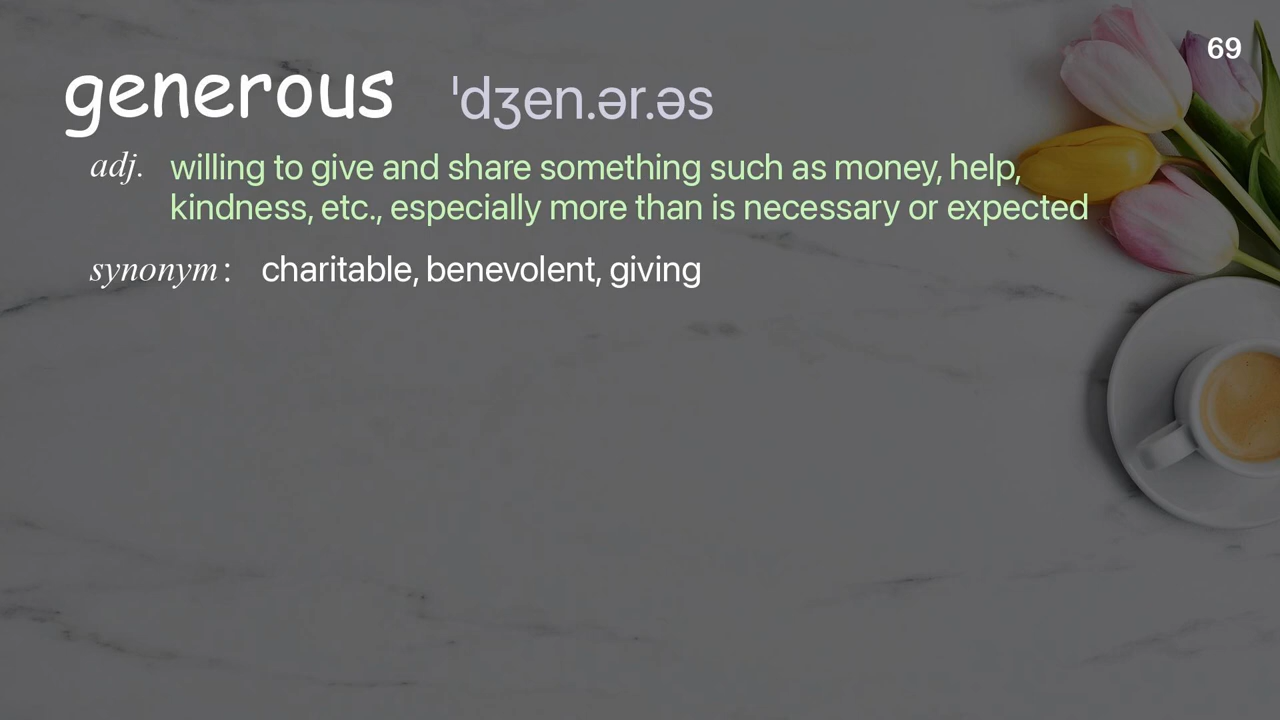 69
generous ˈdʒen.ər.əs
adj. willing to give and share something such as money, help,
kindness, etc., especially more than is necessary or expected
synonym: charitable, benevolent, giving